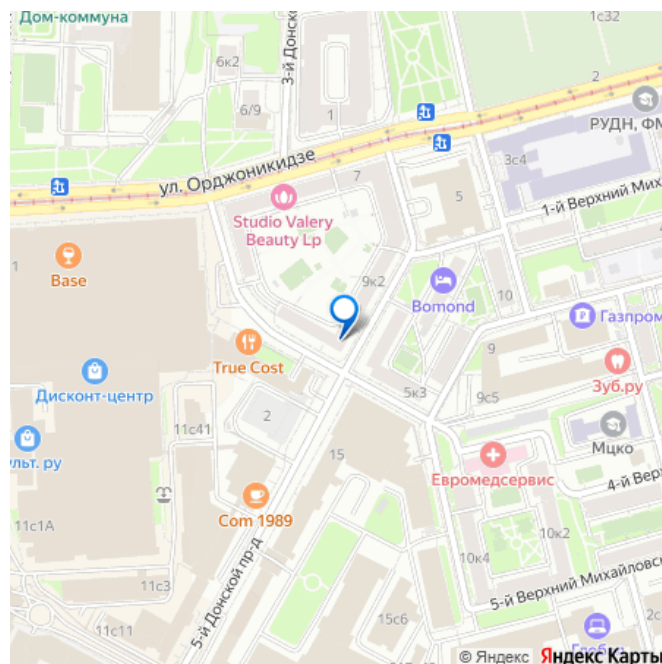 Дом-коммуна
1с32
6к2
3-й Донской
2
6/9
1
РУДН, ФМ
ул. Орджоникидзе
3с4
7
5
Studio Valery
Beauty Lp
1-й Верхний Мих
1
Base
9к2
Bomond
10
Газпром
True Cost
9
Дисконт-центр
5к3
Зуб.ру
9с5
2
11с41
Мцко
ульт. ру
15
Евромедсервис
4-й Верх
Com 1989
11с1А
10к2
10к4
11с3
5-й Донской пр-д
5-й Верхний Михайловск
15с6
11с11
© Яндекс Яндекс Карты